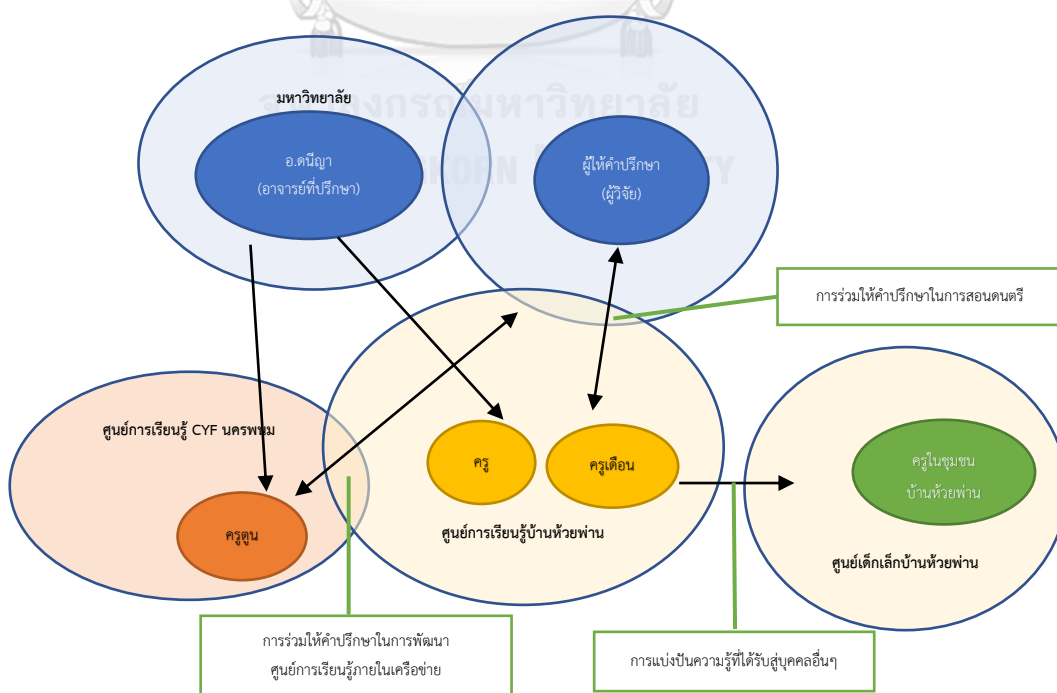 มหาวิทยาลัย
อ.ดนีญา
(อาจารย์ที่ปรึกษา)
ผู้ให้คำปรึกษา
(ผู้วิจัย)
การร่วมให้คำปรึกษาในการสอนดนตรี
ศูนย์การเรียนรู้ CYF นครพนม
ครูตูน
ครู
ครูเดือน
ศูนย์การเรียนรู้บ้านห้วยพ่าน
ครูในชุมชน
บ้านห้วยพ่าน
ศูนย์เด็กเล็กบ้านห้วยพ่าน
การร่วมให้คำปรึกษาในการพัฒนา
ศูนย์การเรียนรู้ภายในเครือข่าย
การแบ่งปันความรู้ที่ได้รับสู่บุคคลอื่นๆ